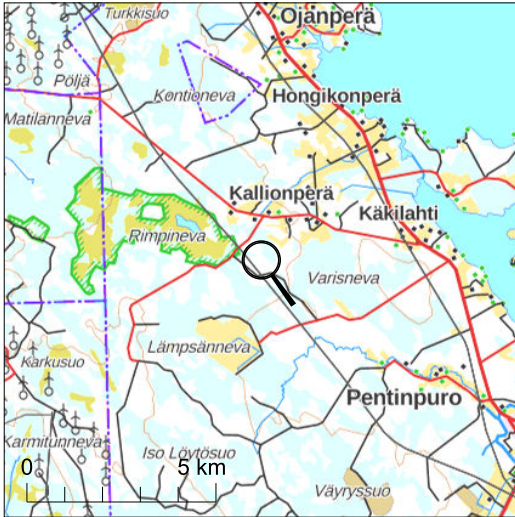 Turkkisuo
Ojanperä
Pöljä
Kontioneva
Hongikonperä
Matilanneva
Kallionperä
Käkilahti
Rimpineva
Varisneva
Lämpsänneva
Karkusuo
Pentinpuro
Karmitunneva
Iso Löytösuo
0 5 km
Väyryssuo